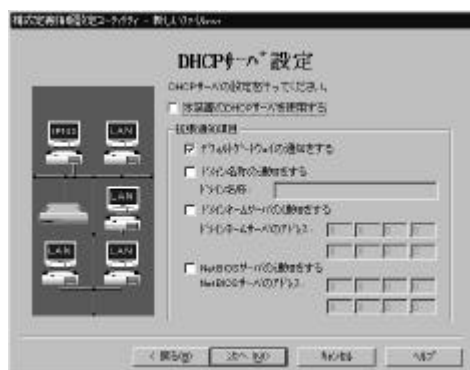 DHCPｻｰﾊﾞ設定
DHCPサーバの設定を行ってください。
本装置のDHCPサーバを使用する
拡張通知項目
デフォルトゲートウェイの通知をする
ドメイン名称の通知をする
ドメイン名称
ドメインネームサーバの通知をする
ドメインネームサーバのアドレス
NetBIOSサーバの通知をする
NetBIOSサーバのアドレス
LAN
LAN
LAN
LAN
< 戻る(B)
次へ(N) >
キャンセル
ヘルプ